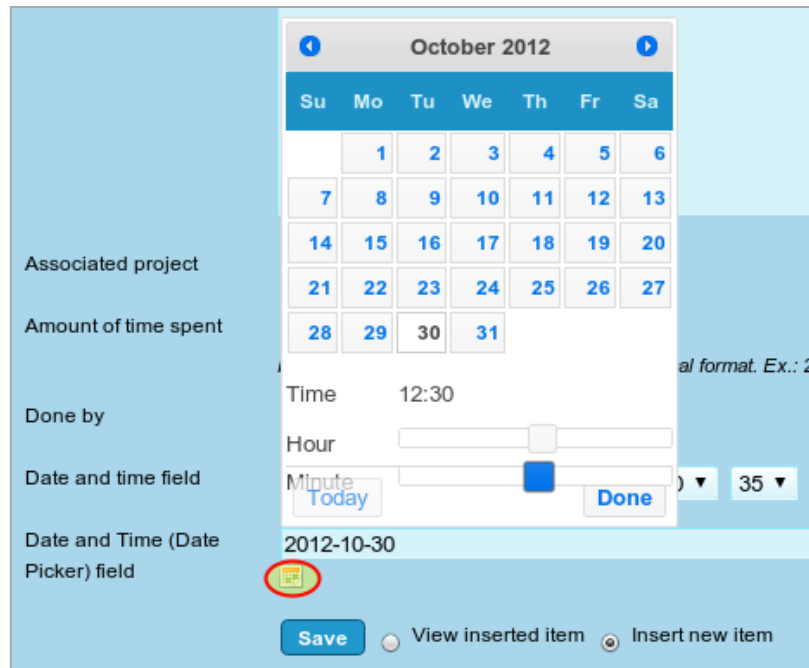 October 2012
Su Mo Tu We Th Fr Sa
1 2 3 4 5 6
7 8 9 10 11 12 13
14 15 16 17 18 19 20
21 22 23 24 25 26 27
28 29 30 31
Associated project
Amount of time spent
al format. Ex.: 2
Time 12:30
Done by
Hour
Date and time field
Minute
35
Today Done
Date and Time (Date
Picker) field
2012-10-30
Save View inserted item Insert new item